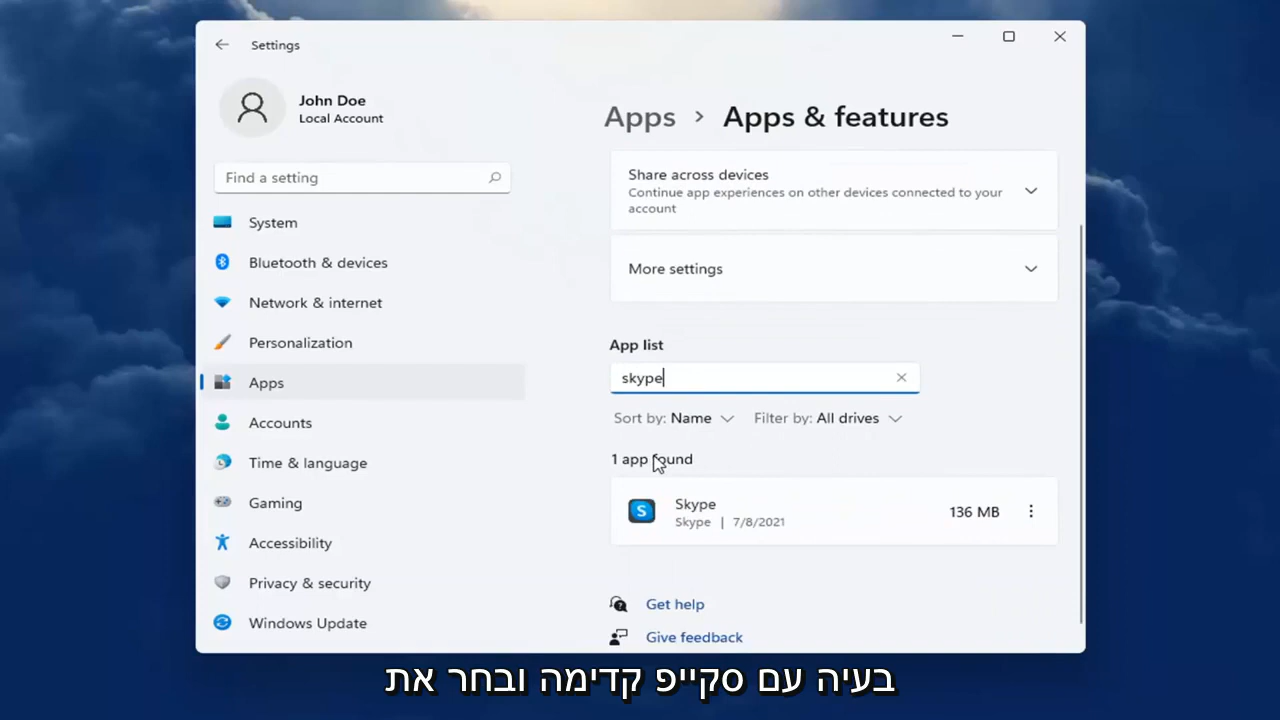 Settings
John Doe
Local Account
Find a setting
System
Bluetooth & devices
Network & internet
Personalization
Apps
Accounts
Time & language
Gaming
Accessibility
Privacy & security
Windows Update
Apps > Apps & features
Share across devices
Continue app experiences on other devices connected to your
account
More settings
App list
skype
Sort by: Name Filter by: All drives
1 app found
S
Skype
Skype | 7/8/2021
136 MB
Get help
Give feedback
בעיה עם סקייפ קדימה ובחר את